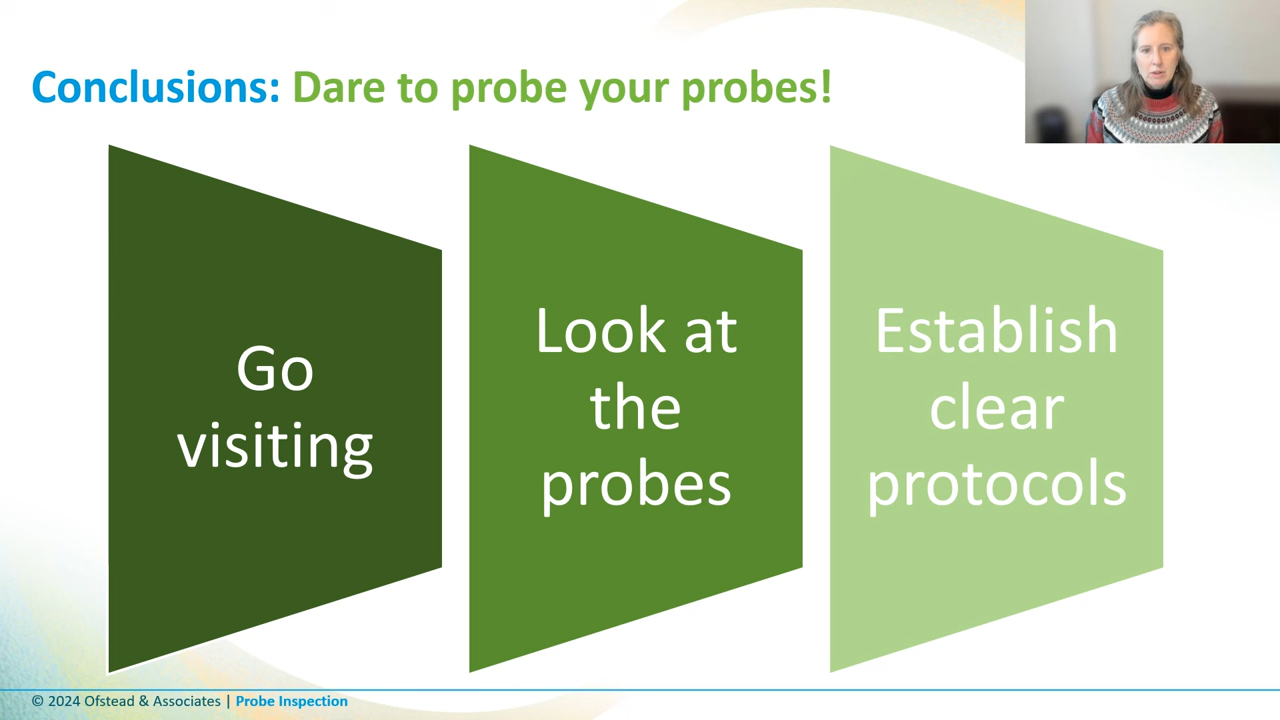 Conclusions: Dare to probe your probes!
Go
visiting
Look at
the
probes
Establish
clear
protocols
© 2024 Ofstead & Associates | Probe Inspection